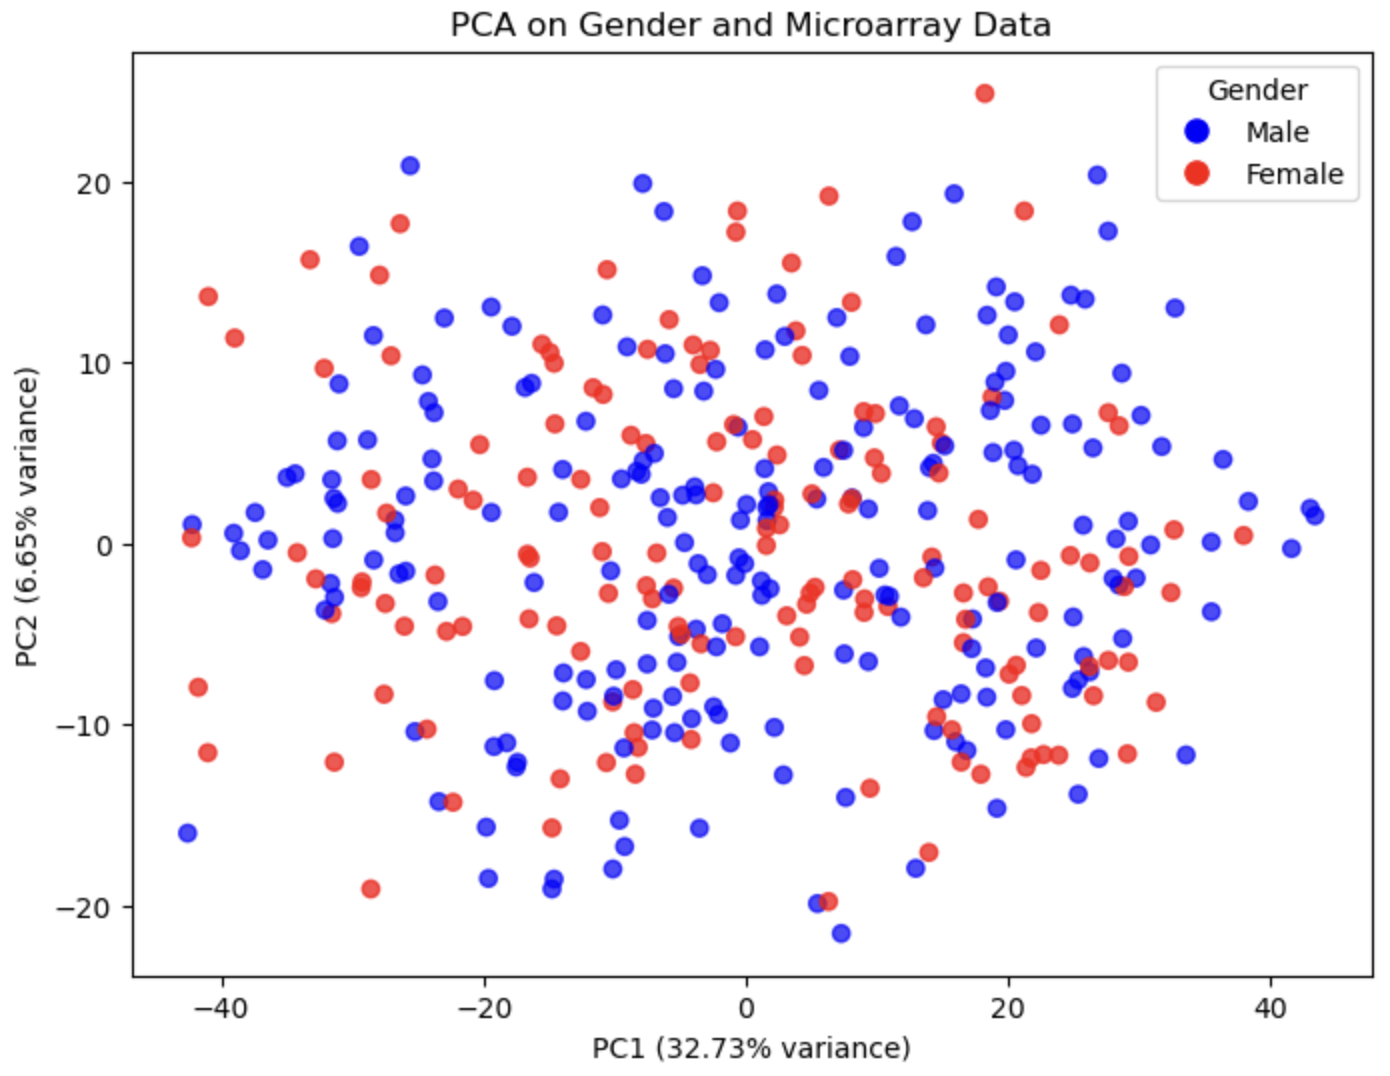 PCA on Gender and Microarray Data
Gender
Male
Female
20
10
0
−10
−20
PC2 (6.65% variance)
−40
−20
0
20
40
PC1 (32.73% variance)